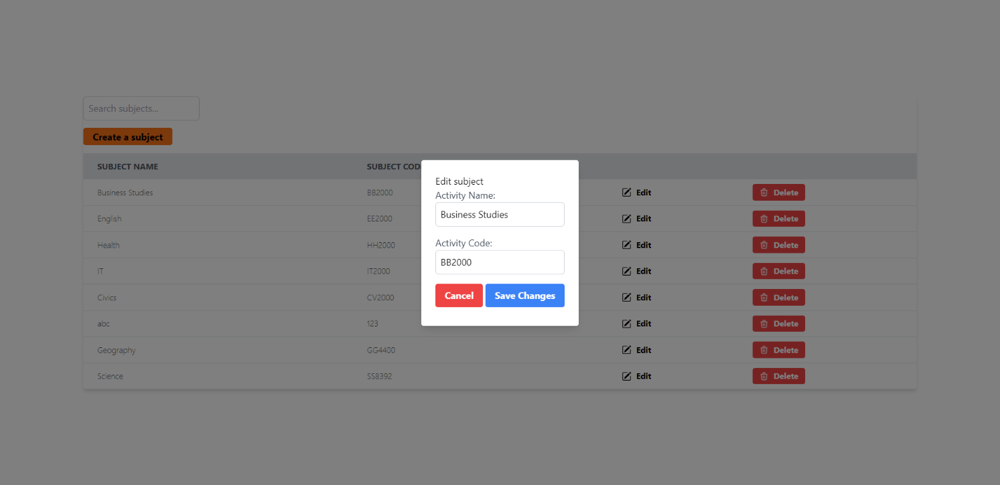 Search subjects...
Create a subject
SUBJECT NAME SUBJECT COD
Edit subject
Activity Name:
Business Studies
Activity Code:
BB2000
Cancel Save Changes
Business Studies BB2000 Edit Delete
English EE2000 Edit Delete
Health HH2000 Edit Delete
IT IT2000 Edit Delete
Civics CV2000 Edit Delete
abc 123 Edit Delete
Geography GG4400 Edit Delete
Science SS8392 Edit Delete